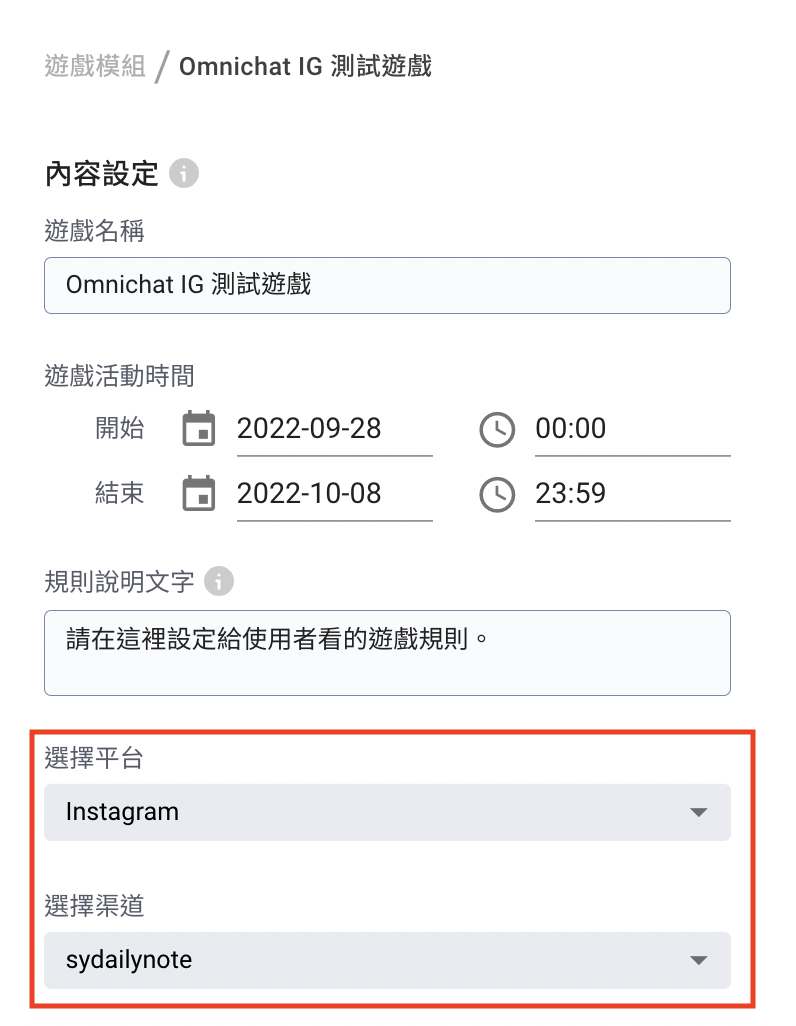 遊戲模組 / Omnichat IG 測試遊戲
內容設定
遊戲名稱
Omnichat IG 測試遊戲
遊戲活動時間
開始 2022-09-28 00:00
結束 2022-10-08 23:59
規則說明文字
請在這裡設定給使用者看的遊戲規則。
選擇平台
Instagram
選擇渠道
sydailynote